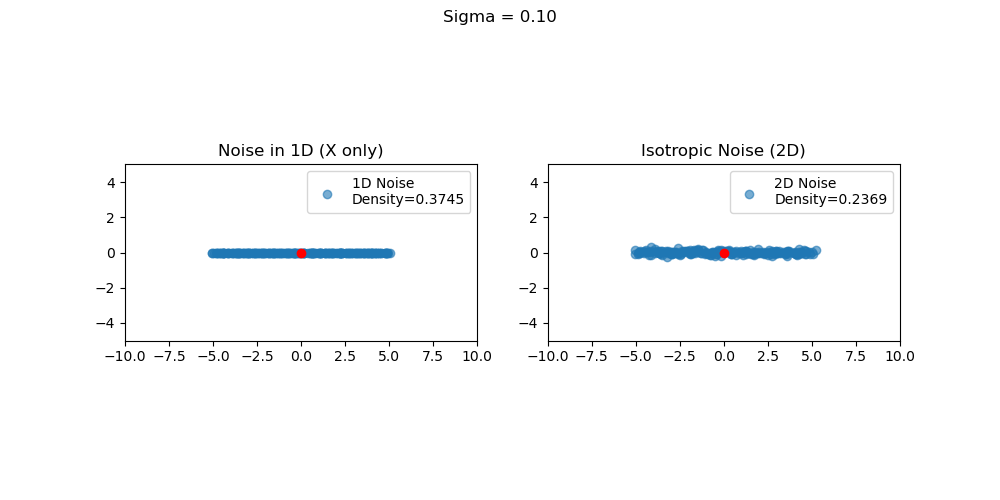 Sigma = 0.10
Noise in 1D (X only)
1D Noise
Density=0.3745
4
2
0
−2
−4
−10.0 −7.5 −5.0 −2.5 0.0 2.5 5.0 7.5 10.0
Isotropic Noise (2D)
2D Noise
Density=0.2369
4
2
0
−2
−4
−10.0 −7.5 −5.0 −2.5 0.0 2.5 5.0 7.5 10.0